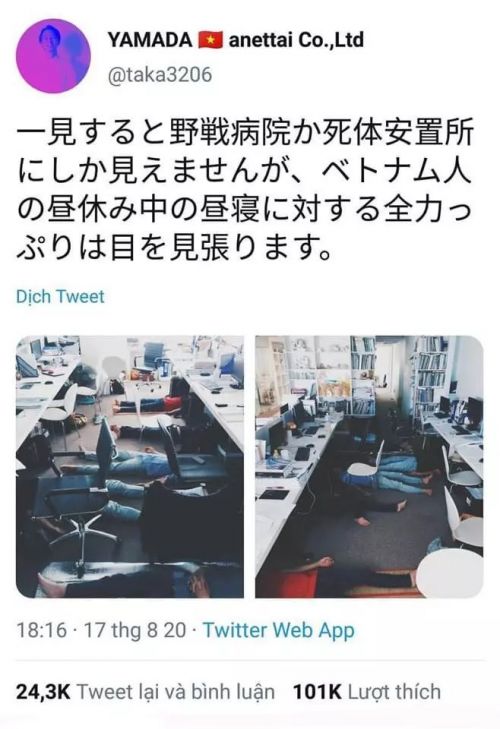 YAMADA 🇻🇳 anettai Co.,Ltd
@taka3206
一見すると野戦病院か死体安置所
にしか見えませんが、ベトナム人
の昼休み中の昼寝に対する全力っ
ぷりは目を見張ります。
Dịch Tweet
18:16 · 17 thg 8 20 · Twitter Web App
24,3K Tweet lại và bình luận 101K Lượt thích